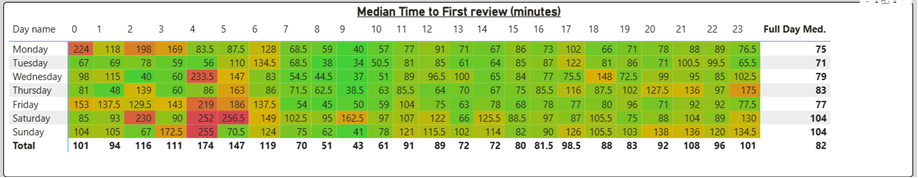 Median Time to First review (minutes)
Day name 0 1 2 3 4 5 6 7 8 9 10 11 12 13 14 15 16 17 18 19 20 21 22 23 Full Day Med.
Monday 224 118 198 169 83.5 87.5 128 68.5 59 40 57 77 91 71 67 86 73 102 66 71 78 88 89 76.5 75
Tuesday 67 69 78 59 56 110 134.5 68.5 38 34 50.5 81 85 61 64 85 87 122 81 86 71 100.5 99.5 65.5 71
Wednesday 98 115 40 60 233.5 147 83 54.5 44.5 37 51 89 96.5 100 65 84 77 75.5 148 72.5 99 95 85 102.5 79
Thursday 81 48 139 60 86 163 86 71.5 62.5 38.5 63 85.5 64 70 67 75 85.5 116 87.5 102 127.5 136 97 175 83
Friday 153 137.5 129.5 143 219 186 137.5 54 45 50 59 104 75 63 78 68 78 77 80 96 71 92 92 77.5 77
Saturday 85 93 230 90 252 256.5 149 102.5 95 162.5 97 107 122 66 125.5 88.5 97 87 105.5 75 88 104 89 130 104
Sunday 104 105 67 172.5 255 70.5 124 75 62 41 78 121 115.5 102 114 82 90 126 105.5 103 138 136 120 134.5 104
Total 101 94 116 111 174 147 119 70 51 43 61 91 89 72 72 80 81.5 98.5 88 83 92 108 96 101 82